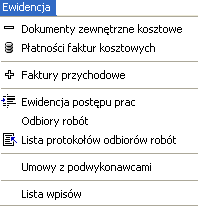 Ewidencja
Dokumenty zewnętrzne kosztowe
Płatności faktur kosztowych
Faktury przychodowe
Ewidencja postępu prac
Odbiory robót
Lista protokołów odbiorów robót
Umowy z podwykonawcami
Lista wpisów